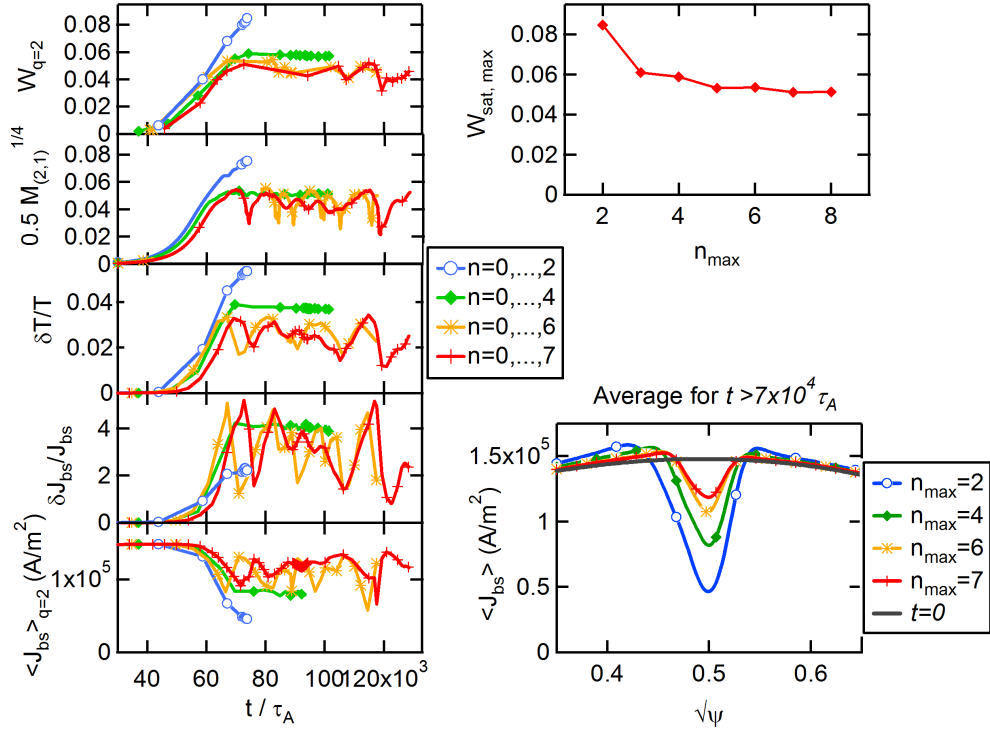 0.08
0.06
0.04
0.02
0
W_{q=2}
0.08
0.06
0.04
0.02
0.00
0.5 M_{(2,1)}^{1/4}
0.04
0.02
0.00
δT/T
4
2
0
δJ_{bs}/J_{bs}
1x10^5
0
<J_{bs}>_{q=2} (A/m^2)
40 60 80 100 120x10^3
t / τ_A
n=0,...,2
n=0,...,4
n=0,...,6
n=0,...,7
0.08
0.06
0.04
0.02
0
W_{sat, max}
2 4 6 8
n_{max}
Average for t >7x10^4 τ_A
1.5x10^5
1
0.5
0
<J_{bs}> (A/m^2)
0.4 0.5 0.6
√ψ
n_{max}=2
n_{max}=4
n_{max}=6
n_{max}=7
t=0